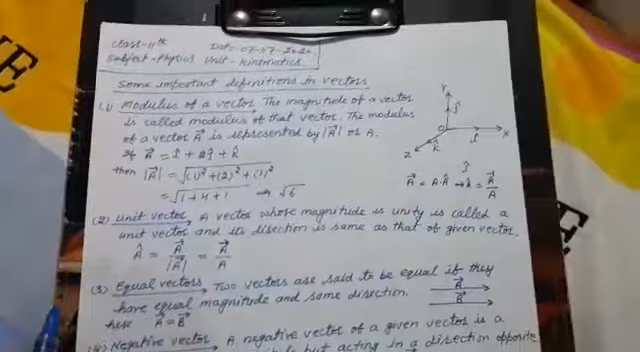 Class-11th Date-07-07-2020
Subject-Physics Unit-Kinematics
Some important definitions in vectors
(1) Modulus of a vector The magnitude of a vector
is called modulus of that vector. The modulus
of a vector A⃗ is represented by |A⃗| or A.
If A⃗ = î + 2ĵ + k̂
then |A⃗| = √(1)²+(2)²+(1)²
= √1+4+1 ⇒ √6
Y
ĵ
O
î
X
k̂
Z
A⃗ = A·Â → Â = A⃗/A
(2) Unit vector A vector whose magnitude is unity is called a
unit vector and its direction is same as that of given vector.
 = A⃗/|A⃗| = A⃗/A
(3) Equal vectors Two vectors are said to be equal if they
have equal magnitude and same direction.
here A⃗ = B⃗
A⃗
B⃗
(4) Negative vector A negative vector of a given vector is a
but acting in a direction opposite